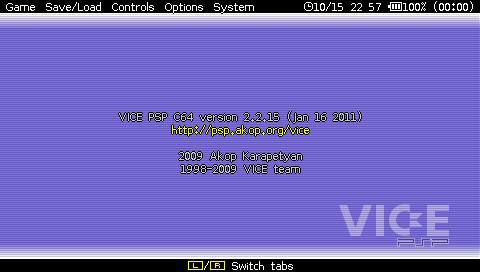 Game Save/Load Controls Options System 10/15 22 57 100% (00:00)
VICE PSP C64 version 2.2.15 (Jan 16 2011)
http://psp.akop.org/vice
2009 Akop Karapetyan
1998-2009 VICE team
VICE
PSP
L/R Switch tabs